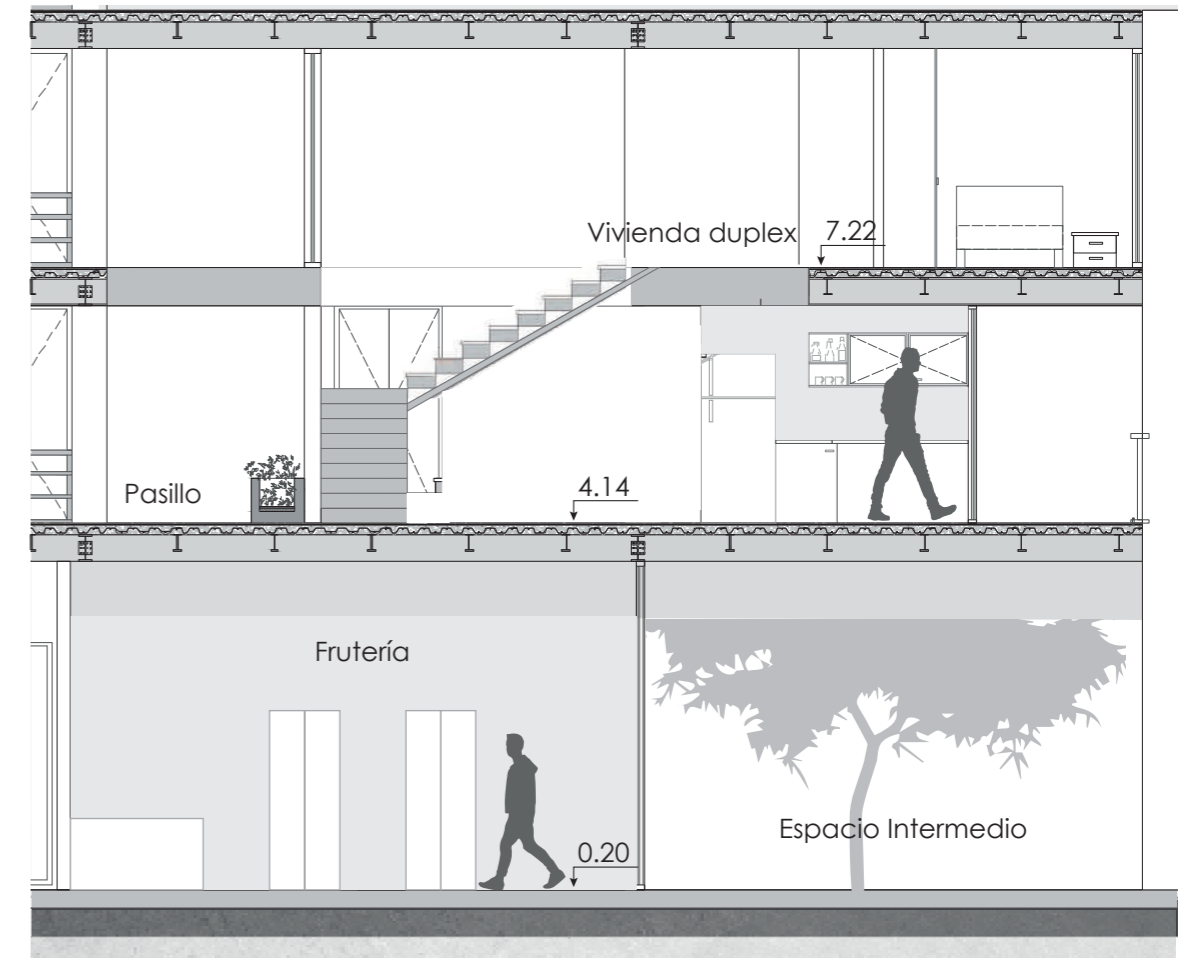 Vivienda duplex
7.22
Pasillo
4.14
Frutería
0.20
Espacio Intermedio